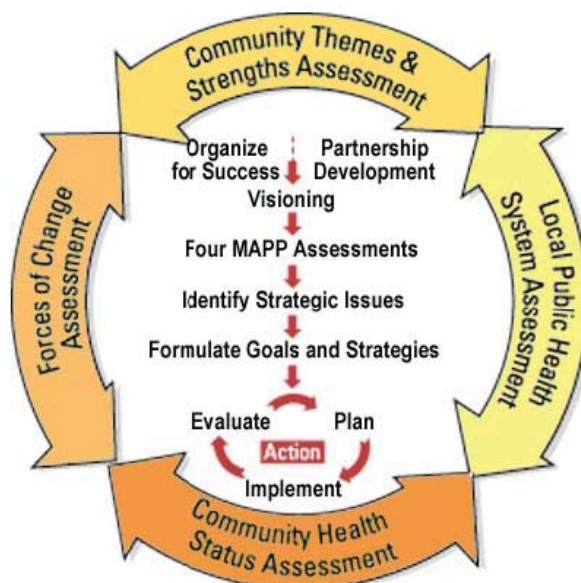 Community Themes &
Strengths Assessment
Organize
for Success
Partnership
Development
Visioning
Four MAPP Assessments
Identify Strategic Issues
Formulate Goals and Strategies
Evaluate
Plan
Action
Implement
Forces of Change
Assessment
Local Public Health
System Assessment
Community Health
Status Assessment